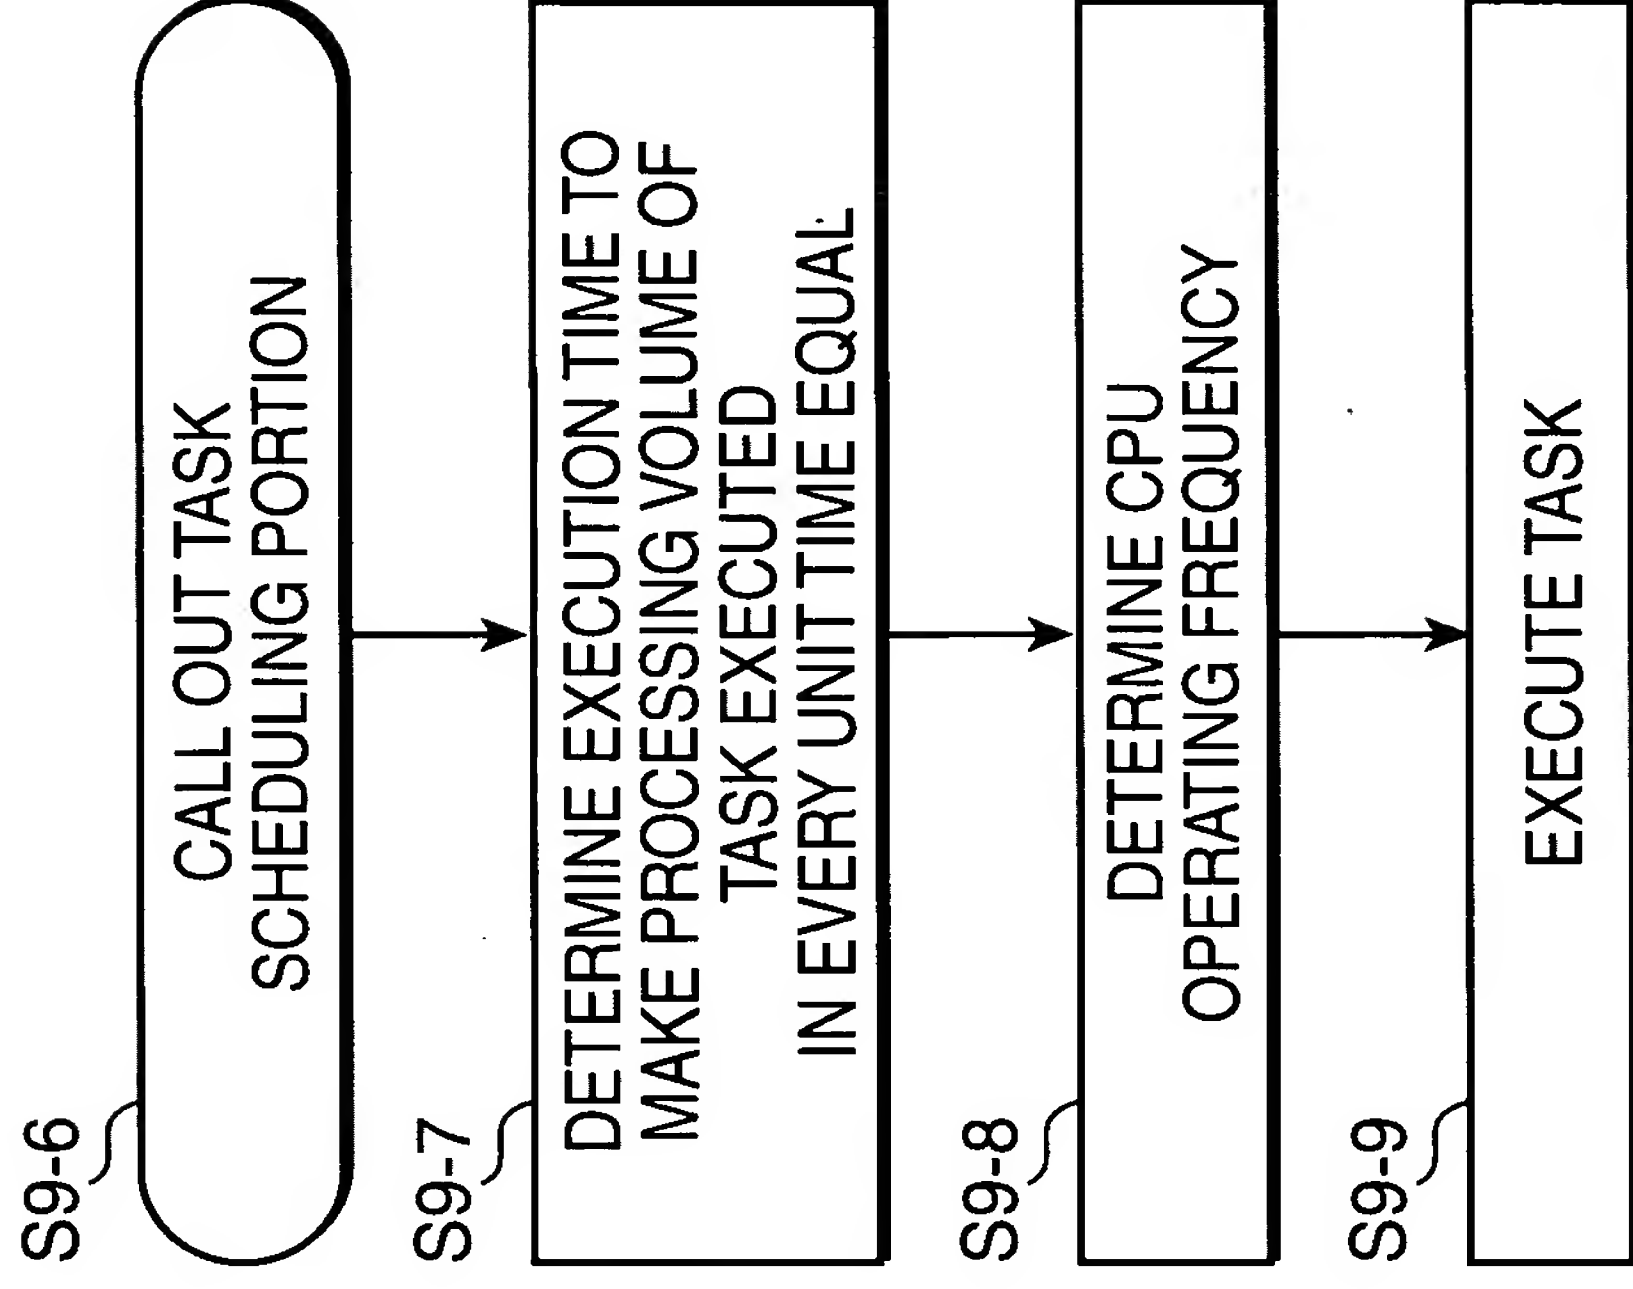 S9-6
CALL OUT TASK
SCHEDULING PORTION
S9-7
DETERMINE EXECUTION TIME TO
MAKE PROCESSING VOLUME OF
TASK EXECUTED
IN EVERY UNIT TIME EQUAL
S9-8
DETERMINE CPU
OPERATING FREQUENCY
S9-9
EXECUTE TASK